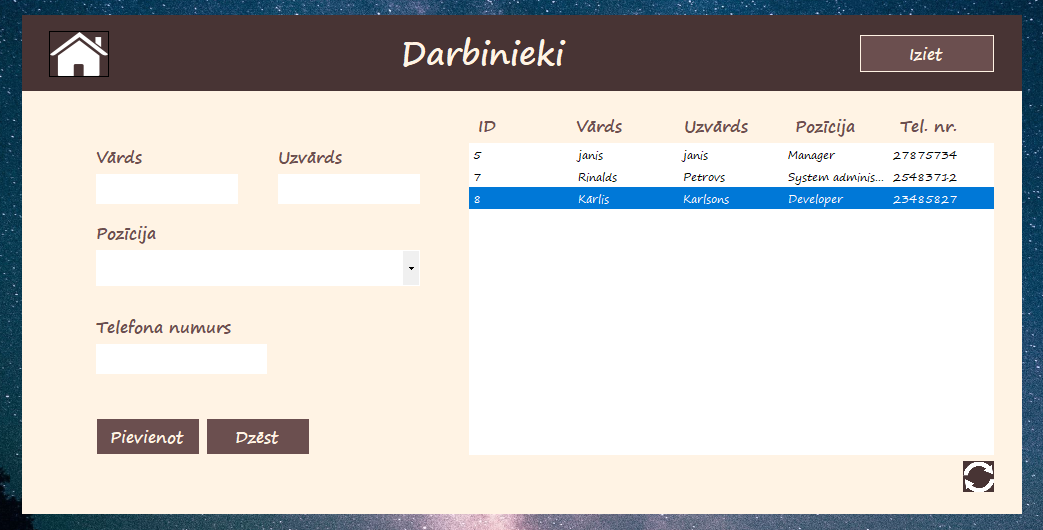 Darbinieki
Iziet
Vārds Uzvārds
Pozīcija
Telefona numurs
Pievienot Dzēst
ID Vārds Uzvārds Pozīcija Tel. nr.
5 janis janis Manager 27875734
7 Rinalds Petrovs System adminis... 25483712
8 Karlis Karlsons Developer 23485827